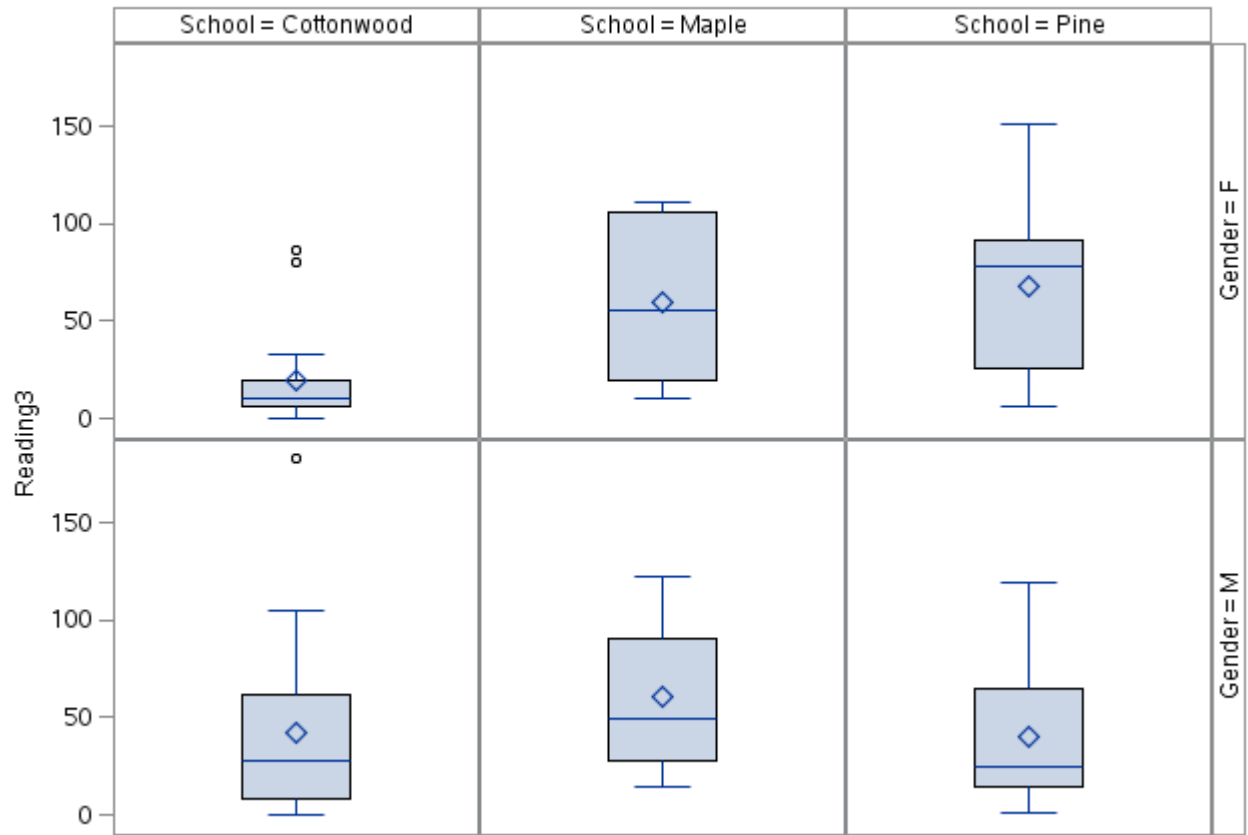 School = Cottonwood
School = Maple
School = Pine
Reading3
150
100
50
0
Gender = F
150
100
50
0
Gender = M